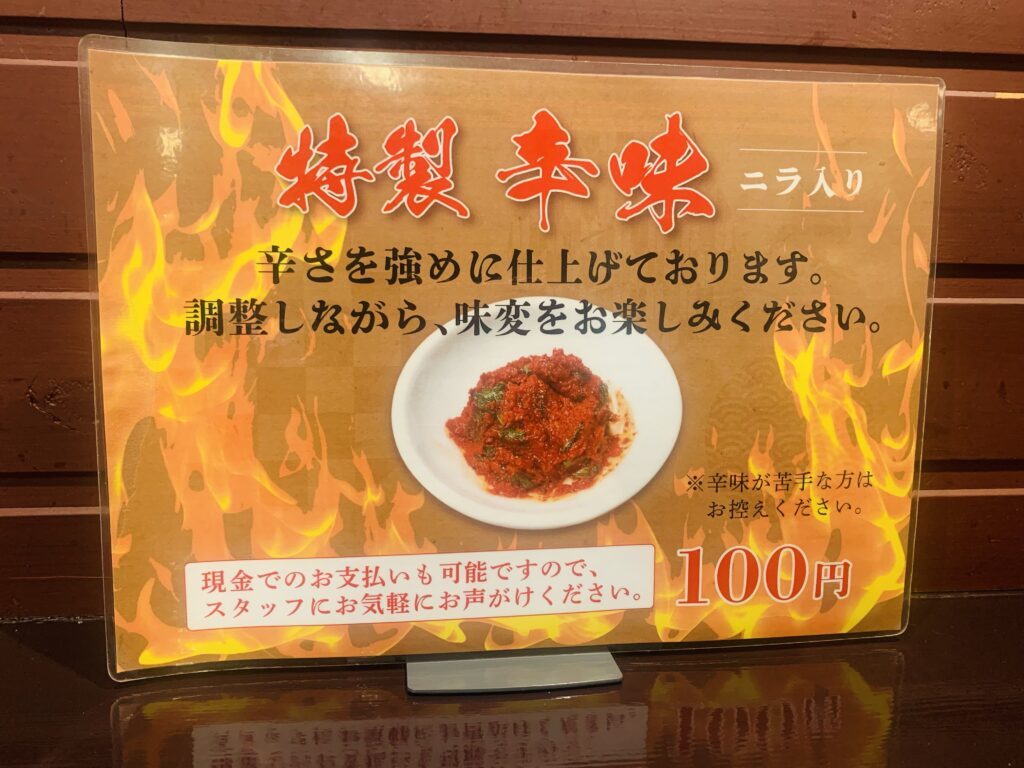 特製 辛味 ニラ入り
辛さを強めに仕上げております。
調整しながら、味変をお楽しみください。
※辛味が苦手な方は
お控えください。
現金でのお支払いも可能ですので、
スタッフにお気軽にお声がけください。
100円